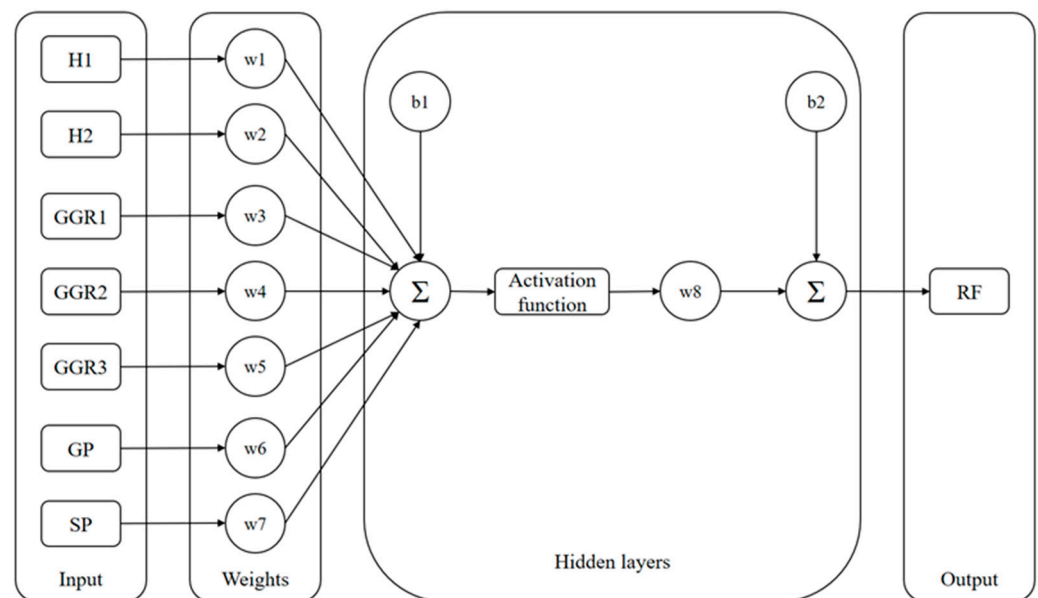 H1
w1
b1
b2
H2
w2
GGR1
w3
GGR2
w4
Σ
Activation
function
w8
Σ
RF
GGR3
w5
GP
w6
SP
w7
Hidden layers
Input
Weights
Output